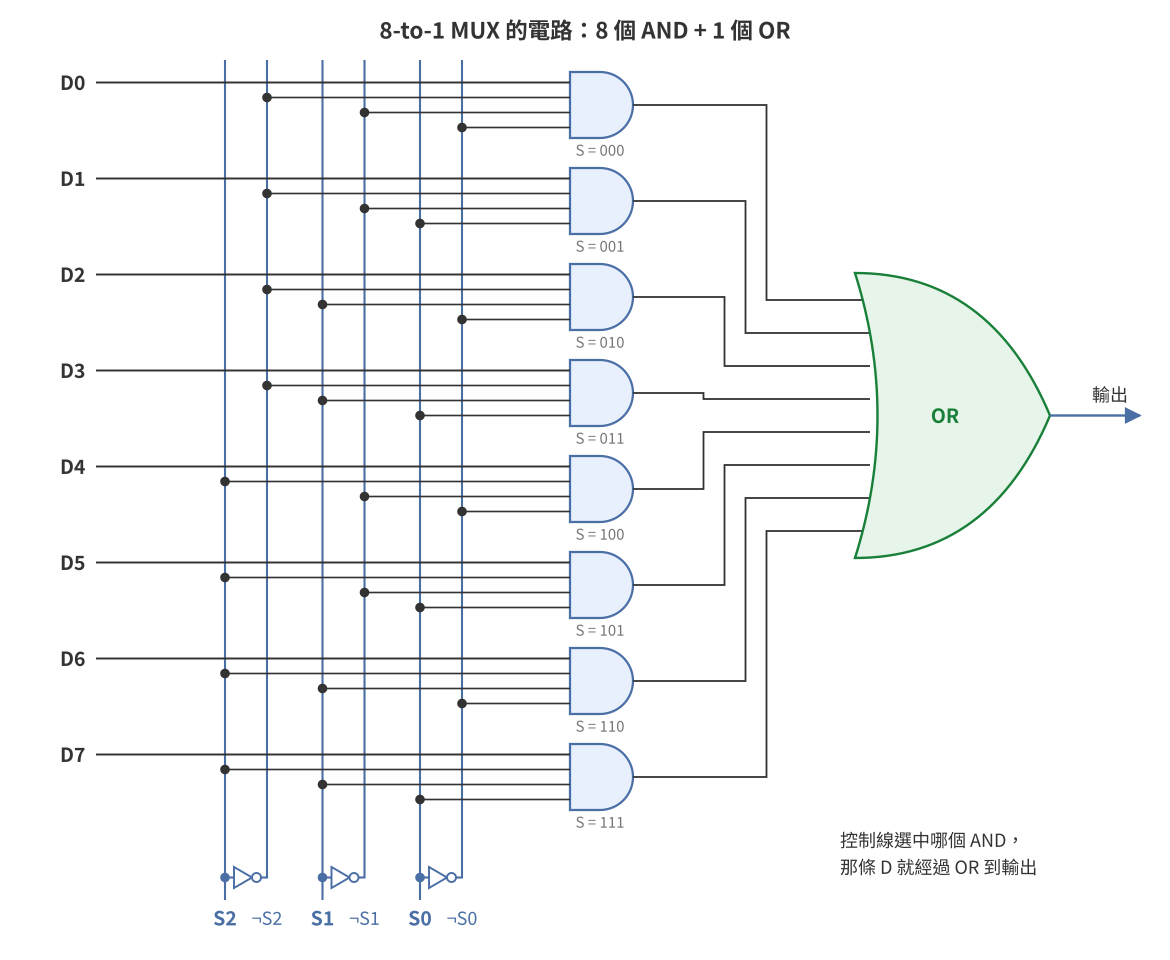 8-to-1 MUX 的電路：8 個 AND + 1 個 OR
D0
S = 000
D1
S = 001
D2
S = 010
D3
S = 011
D4
S = 100
D5
S = 101
D6
S = 110
D7
S = 111
OR
輸出
控制線選中哪個 AND，
那條 D 就經過 OR 到輸出
S2 ¬S2 S1 ¬S1 S0 ¬S0